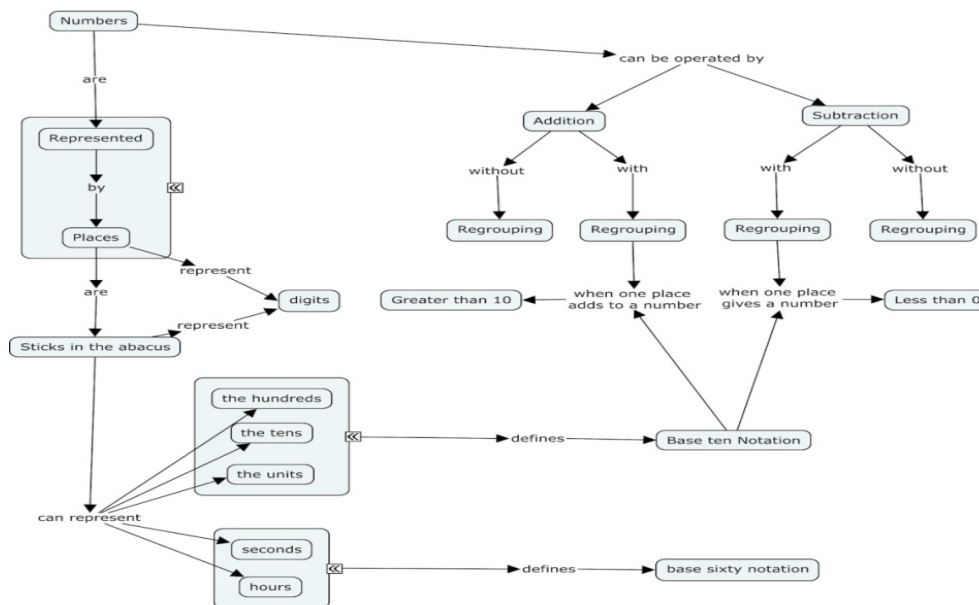 Numbers
can be operated by
are
Addition
Subtraction
Represented
without
with
with
without
by
Places
Regrouping
Regrouping
Regrouping
Regrouping
represent
are
digits
Greater than 10
when one place
adds to a number
when one place
gives a number
Less than 0
represent
Sticks in the abacus
the hundreds
the tens
defines
Base ten Notation
the units
can represent
seconds
defines
base sixty notation
hours